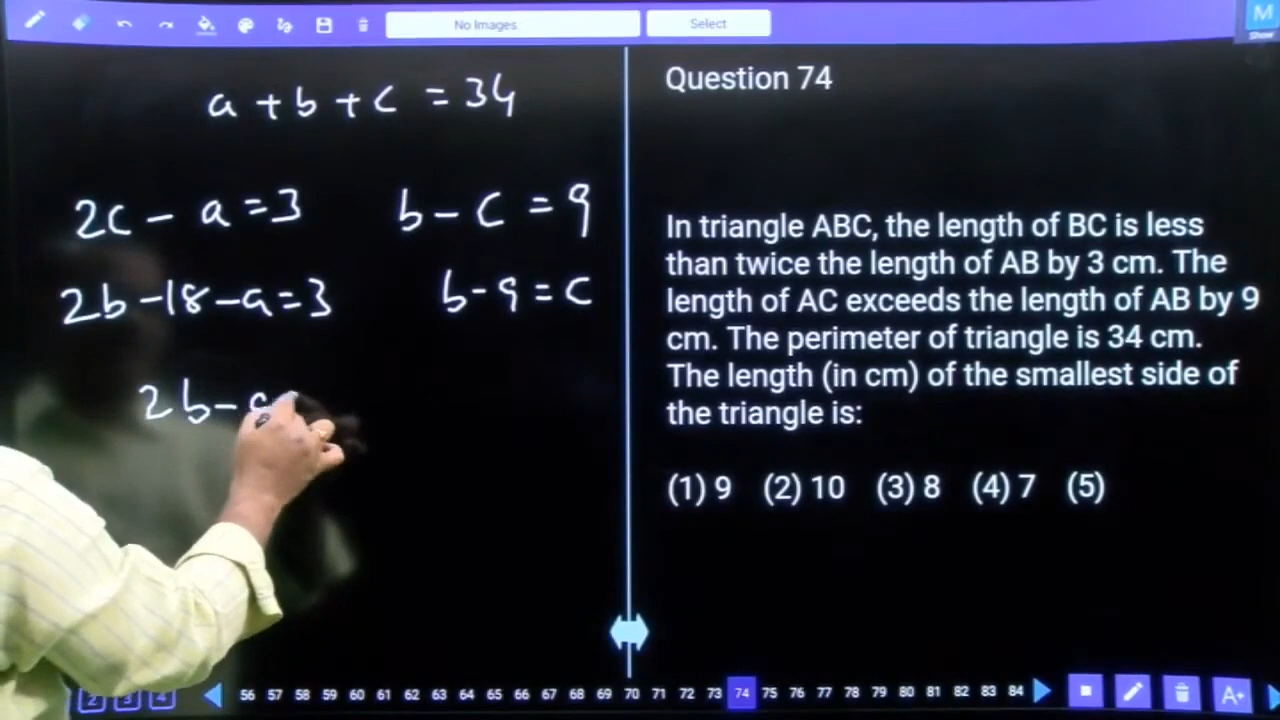 No Images
Select
M
Show
a + b + c = 34
2c - a = 3
b - c = 9
2b - 18 - a = 3
b - 9 = c
2b - a
Question 74
In triangle ABC, the length of BC is less
than twice the length of AB by 3 cm. The
length of AC exceeds the length of AB by 9
cm. The perimeter of triangle is 34 cm.
The length (in cm) of the smallest side of
the triangle is:
(1) 9 (2) 10 (3) 8 (4) 7 (5)
2 3 4
56 57 58 59 60 61 62 63 64 65 66 67 68 69 70 71 72 73 74 75 76 77 78 79 80 81 82 83 84
A+